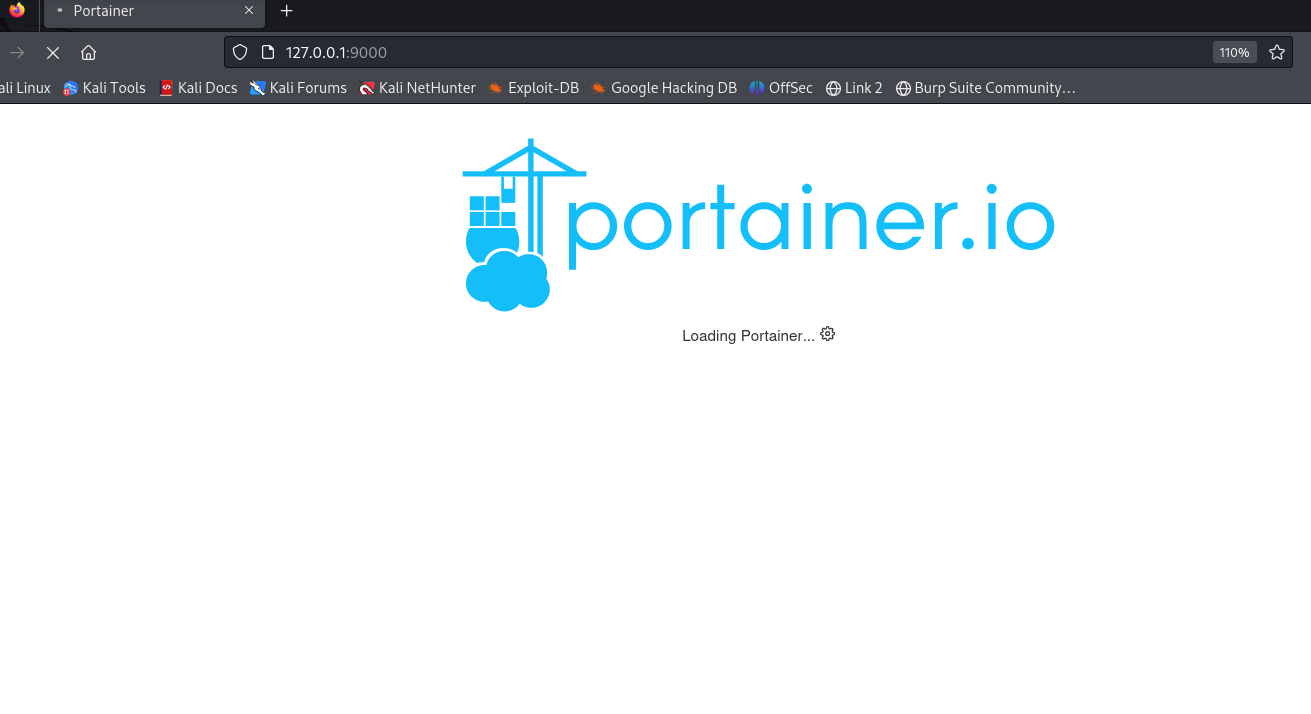 Portainer
127.0.0.1:9000
110%
ali Linux Kali Tools Kali Docs Kali Forums Kali NetHunter Exploit-DB Google Hacking DB OffSec Link 2 Burp Suite Community…
portainer.io
Loading Portainer...